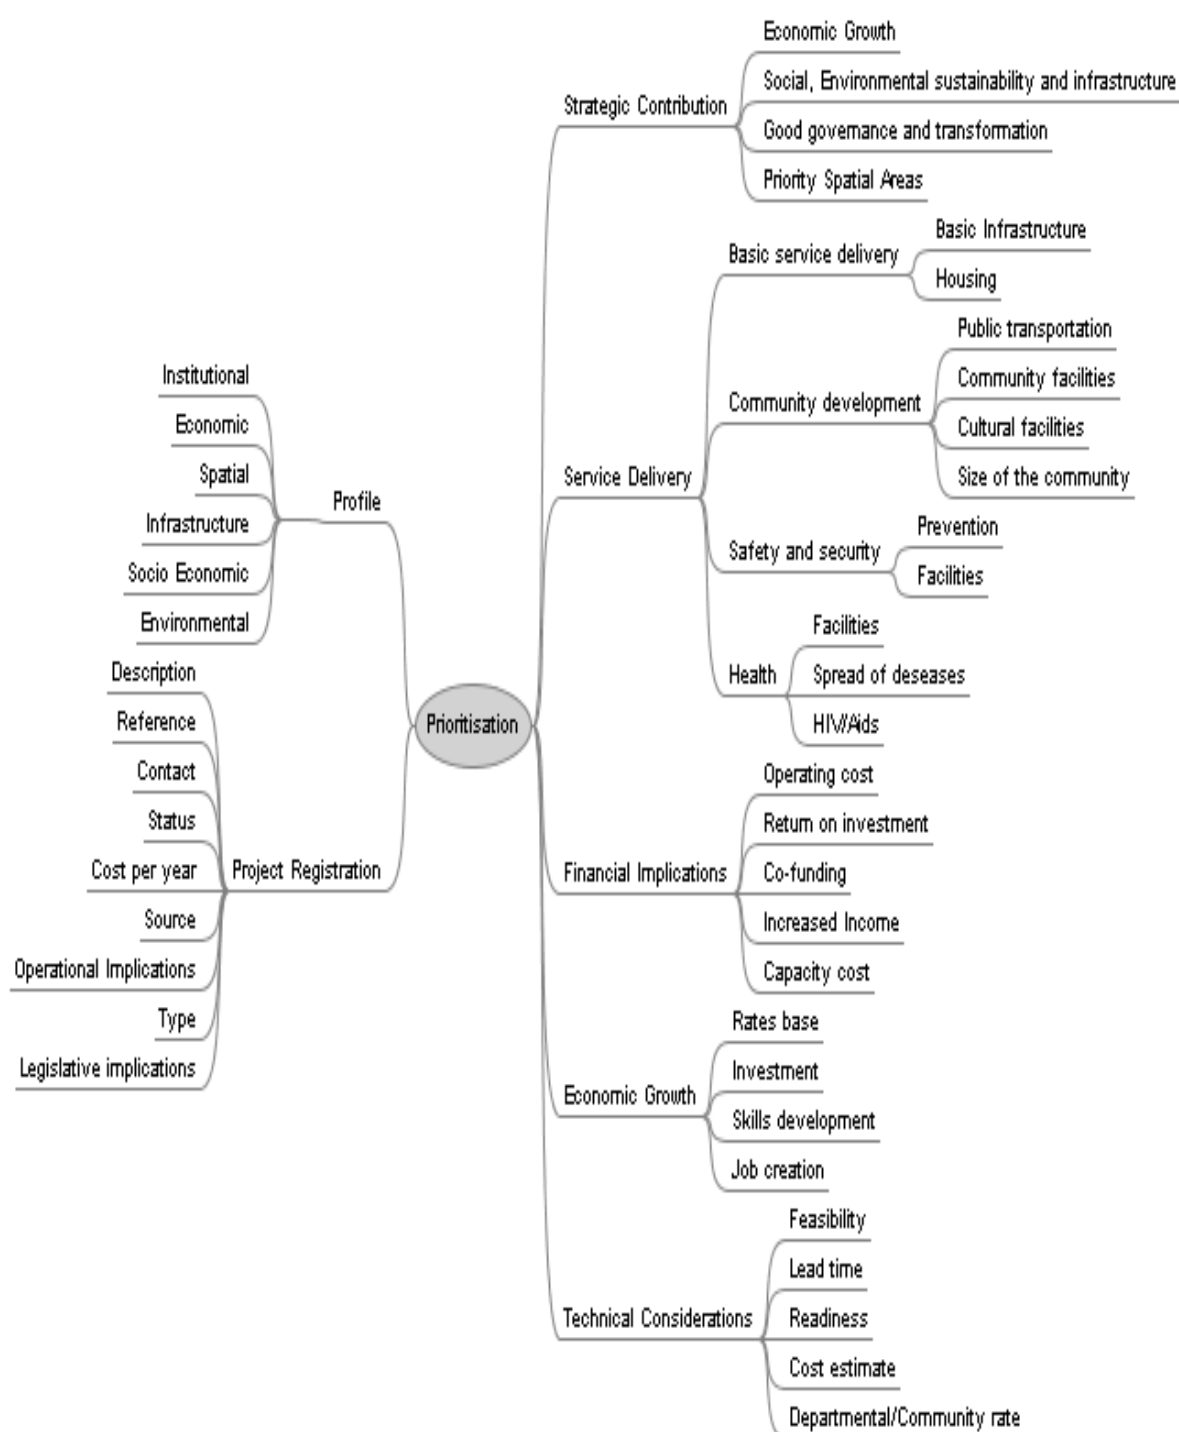 Prioritisation
Profile
Institutional
Economic
Spatial
Infrastructure
Socio Economic
Environmental
Project Registration
Description
Reference
Contact
Status
Cost per year
Source
Operational Implications
Type
Legislative implications
Strategic Contribution
Economic Growth
Social, Environmental sustainability and infrastructure
Good governance and transformation
Priority Spatial Areas
Service Delivery
Basic service delivery
Basic Infrastructure
Housing
Community development
Public transportation
Community facilities
Cultural facilities
Size of the community
Safety and security
Prevention
Facilities
Health
Facilities
Spread of deseases
HIV/Aids
Financial Implications
Operating cost
Return on investment
Co-funding
Increased Income
Capacity cost
Economic Growth
Rates base
Investment
Skills development
Job creation
Technical Considerations
Feasibility
Lead time
Readiness
Cost estimate
Departmental/Community rate